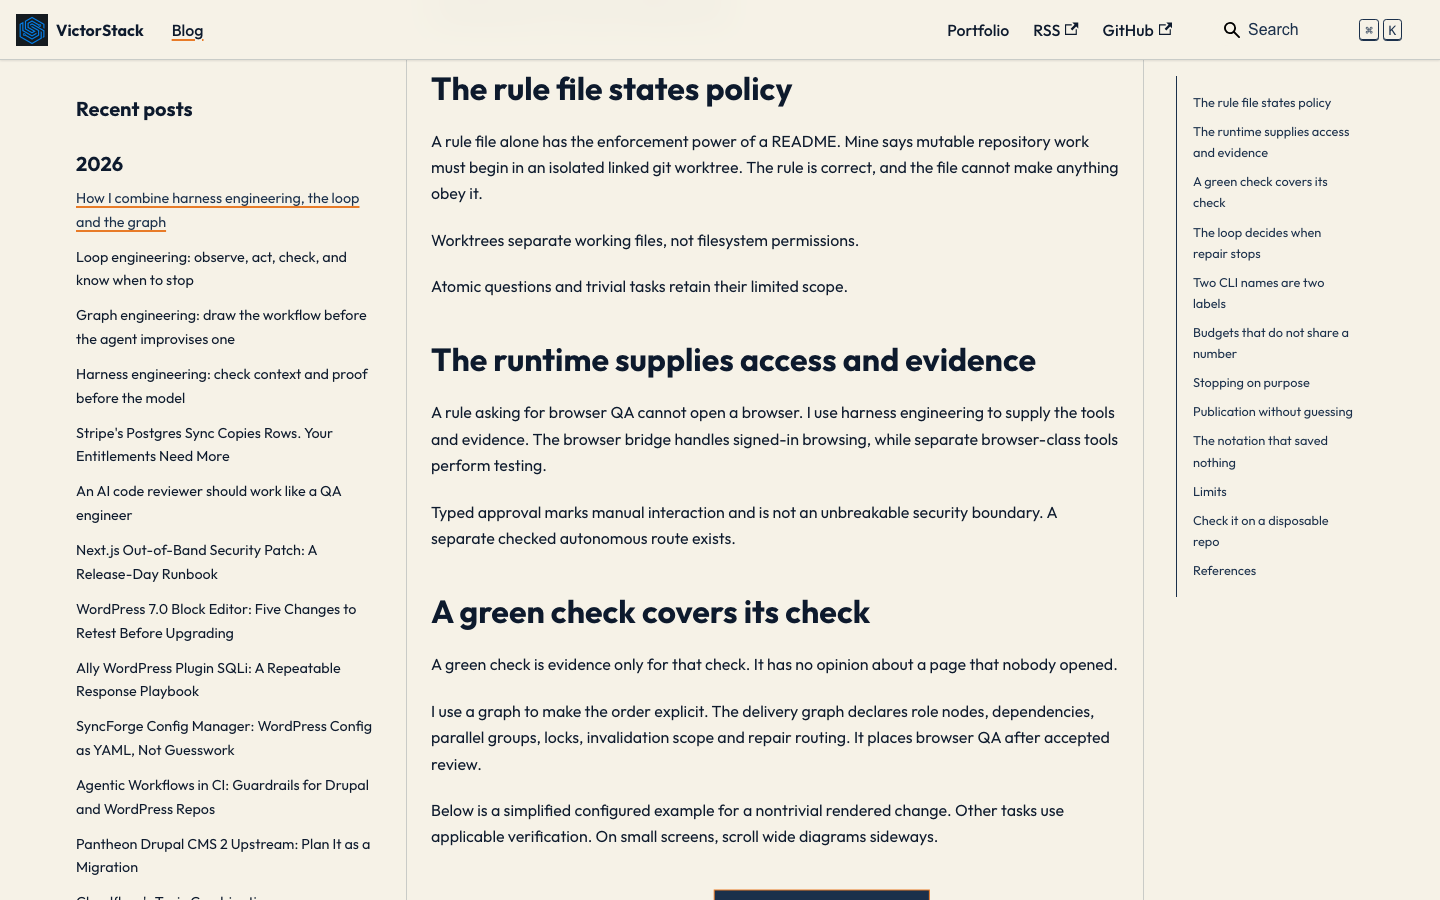 VictorStack
Blog
Portfolio
RSS
GitHub
Search
⌘ K
Recent posts
2026
How I combine harness engineering, the loop
and the graph
Loop engineering: observe, act, check, and
know when to stop
Graph engineering: draw the workflow before
the agent improvises one
Harness engineering: check context and proof
before the model
Stripe's Postgres Sync Copies Rows. Your
Entitlements Need More
An AI code reviewer should work like a QA
engineer
Next.js Out-of-Band Security Patch: A
Release-Day Runbook
WordPress 7.0 Block Editor: Five Changes to
Retest Before Upgrading
Ally WordPress Plugin SQLi: A Repeatable
Response Playbook
SyncForge Config Manager: WordPress Config
as YAML, Not Guesswork
Agentic Workflows in CI: Guardrails for Drupal
and WordPress Repos
Pantheon Drupal CMS 2 Upstream: Plan It as a
Migration
The rule file states policy
A rule file alone has the enforcement power of a README. Mine says mutable repository work
must begin in an isolated linked git worktree. The rule is correct, and the file cannot make anything
obey it.
Worktrees separate working files, not filesystem permissions.
Atomic questions and trivial tasks retain their limited scope.
The runtime supplies access and evidence
A rule asking for browser QA cannot open a browser. I use harness engineering to supply the tools
and evidence. The browser bridge handles signed-in browsing, while separate browser-class tools
perform testing.
Typed approval marks manual interaction and is not an unbreakable security boundary. A
separate checked autonomous route exists.
A green check covers its check
A green check is evidence only for that check. It has no opinion about a page that nobody opened.
I use a graph to make the order explicit. The delivery graph declares role nodes, dependencies,
parallel groups, locks, invalidation scope and repair routing. It places browser QA after accepted
review.
Below is a simplified configured example for a nontrivial rendered change. Other tasks use
applicable verification. On small screens, scroll wide diagrams sideways.
The rule file states policy
The runtime supplies access
and evidence
A green check covers its
check
The loop decides when
repair stops
Two CLI names are two
labels
Budgets that do not share a
number
Stopping on purpose
Publication without guessing
The notation that saved
nothing
Limits
Check it on a disposable
repo
References